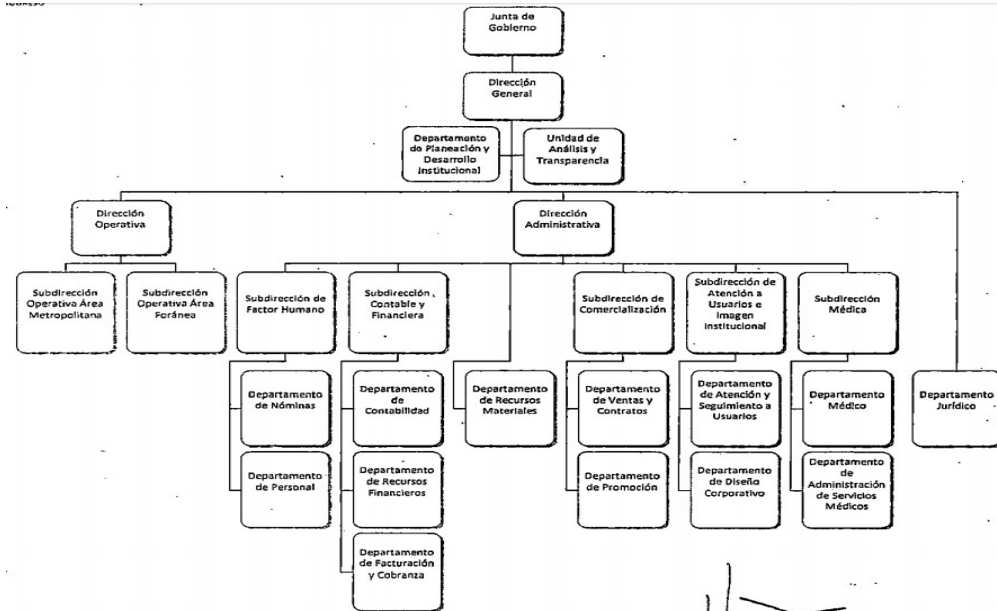 Junta de
Gobierno
Dirección
General
Departamento
de Planeación y
Desarrollo
Institucional
Unidad de
Análisis y
Transparencia
Dirección
Operativa
Dirección
Administrativa
Subdirección
Operativa Área
Metropolitana
Subdirección
Operativa Área
Foránea
Subdirección de
Factor Humano
Subdirección
Contable y
Financiera
Subdirección de
Comercialización
Subdirección de
Atención a
Usuarios e
Imagen
Institucional
Subdirección
Médica
Departamento
de Nóminas
Departamento
de
Contabilidad
Departamento
de Recursos
Materiales
Departamento
de Ventas y
Contratos
Departamento
de Atención y
Seguimiento a
Usuarios
Departamento
Médico
Departamento
Jurídico
Departamento
de Personal
Departamento
de Recursos
Financieros
Departamento
de Promoción
Departamento
de Diseño
Corporativo
Departamento
de
Administración
de Servicios
Médicos
Departamento
de Facturación
y Cobranza